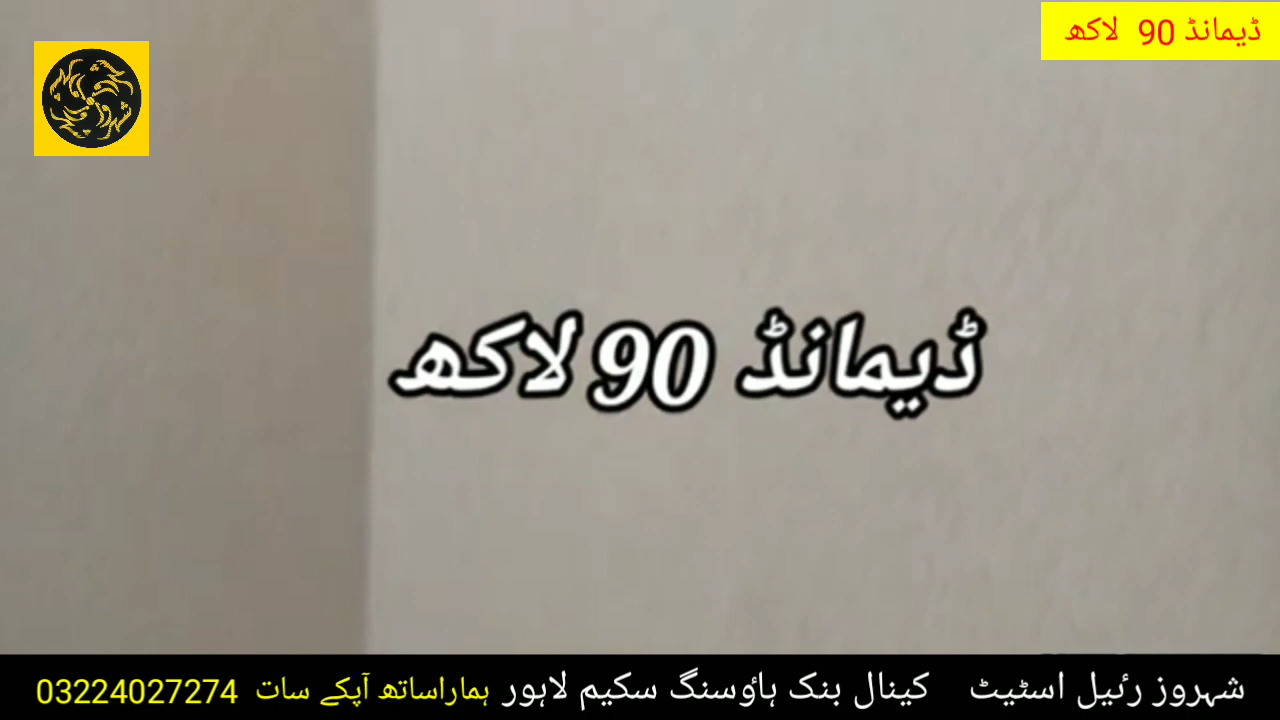 ڈیمانڈ 90 لاکھ
ڈیمانڈ 90 لاکھ
شہروز رئیل اسٹیٹ کینال بنک ہاؤسنگ سکیم لاہور ہماراساتھ آپکے سات 03224027274